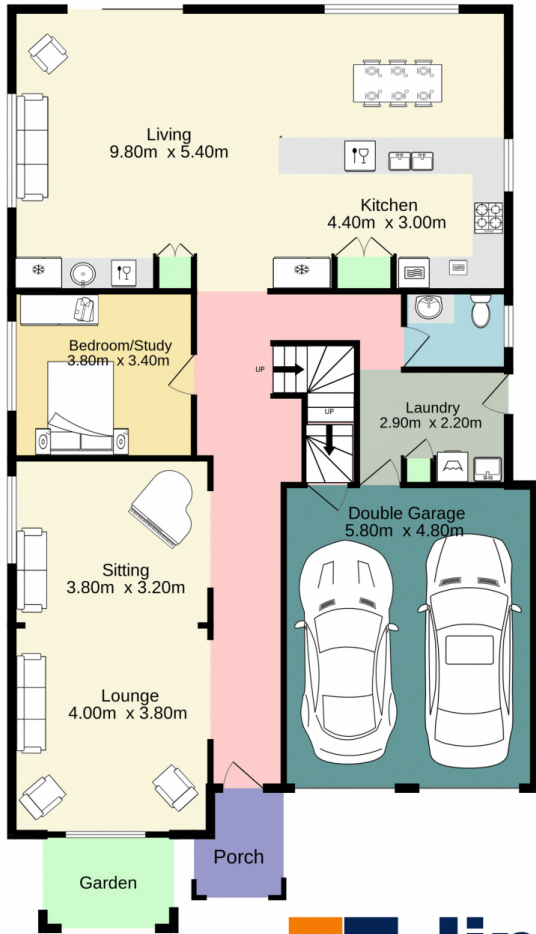 Living
9.80m x 5.40m
Kitchen
4.40m x 3.00m
Bedroom/Study
3.80m x 3.40m
UP
UP
Laundry
2.90m x 2.20m
Double Garage
5.80m x 4.80m
Sitting
3.80m x 3.20m
Lounge
4.00m x 3.80m
Porch
Garden